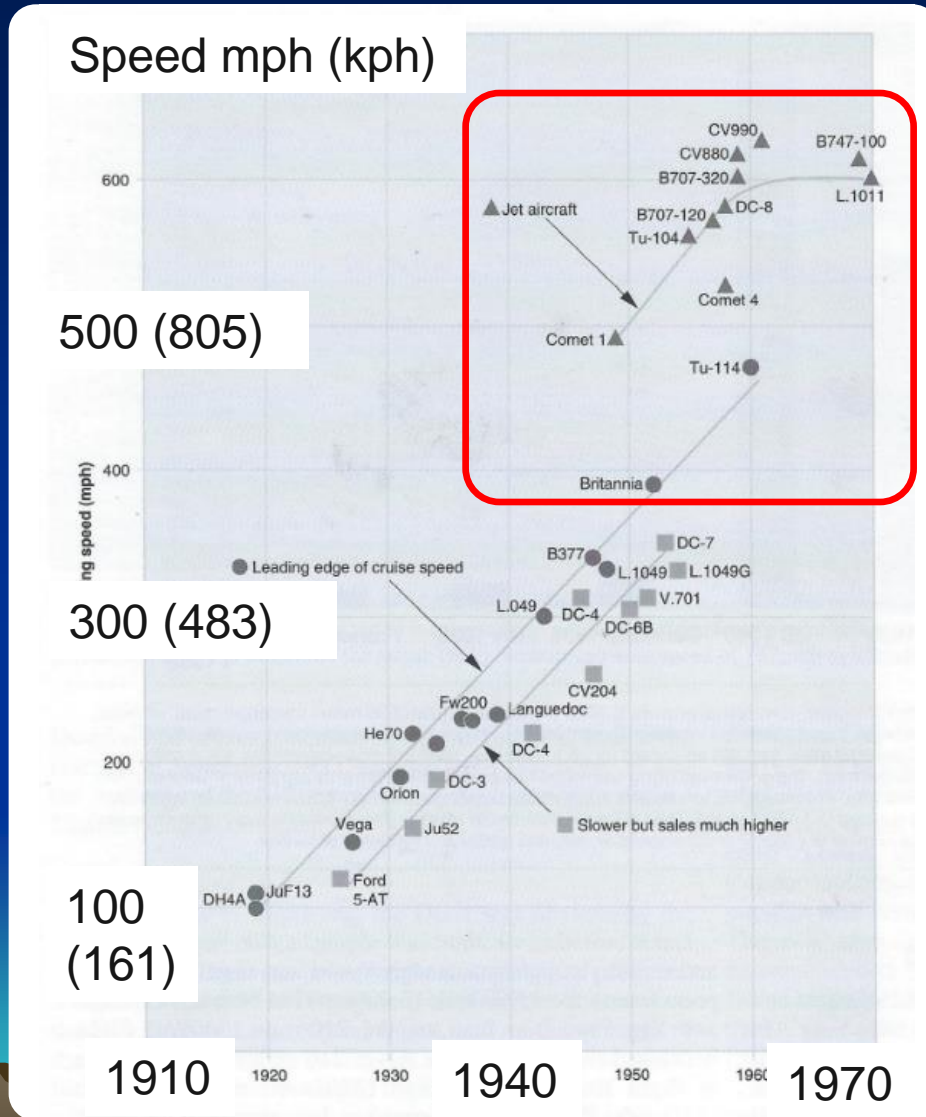 Speed mph (kph)
CV990
CV880
B747-100
600
B707-320
L.1011
Jet aircraft
B707-120
DC-8
Tu-104
Comet 4
500 (805)
Comet 1
Tu-114
400
Britannia
ng speed (mph)
DC-7
B377
Leading edge of cruise speed
L.1049
L.1049G
L.049
DC-4
V.701
300 (483)
DC-6B
CV204
Fw200
Languedoc
He70
DC-4
200
Orion
DC-3
Vega
Ju52
Slower but sales much higher
Ford
5-AT
DH4A
JuF13
100
(161)
1910
1920
1930
1940
1950
1960
1970